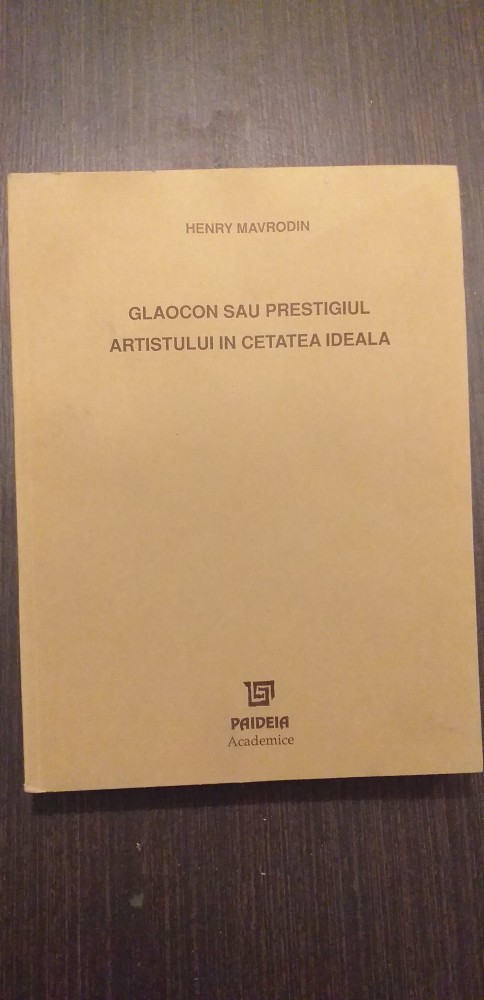 HENRY MAVRODIN
GLAOCON SAU PRESTIGIUL
ARTISTULUI IN CETATEA IDEALA
PAIDEIA
Academice